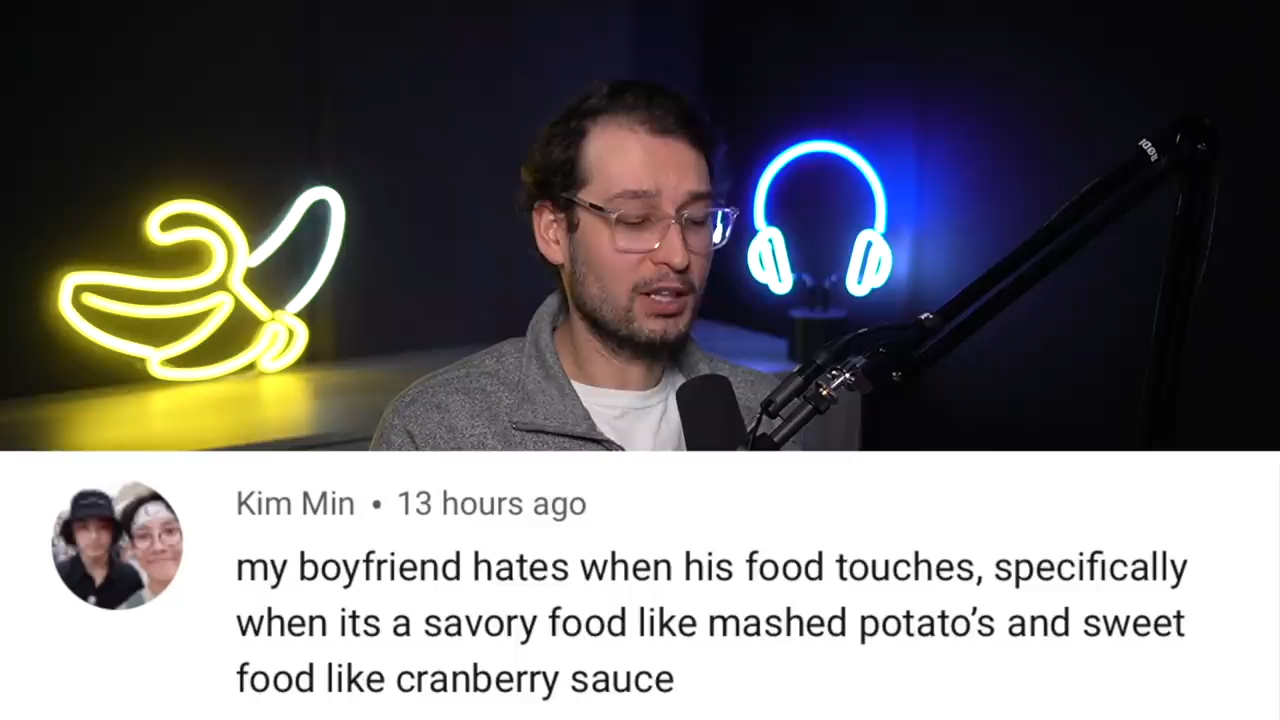 RODE
Kim Min • 13 hours ago
my boyfriend hates when his food touches, specifically
when its a savory food like mashed potato’s and sweet
food like cranberry sauce